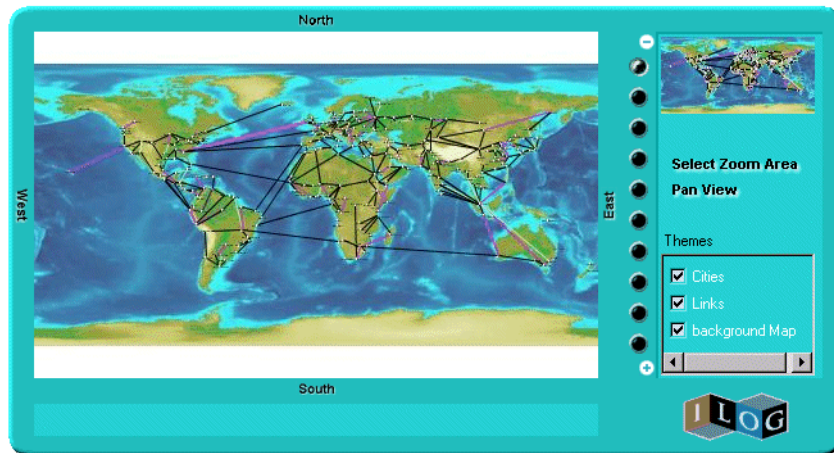 North
West
East
Select Zoom Area
Pan View
Themes
Cities
Links
background Map
South
ILOG